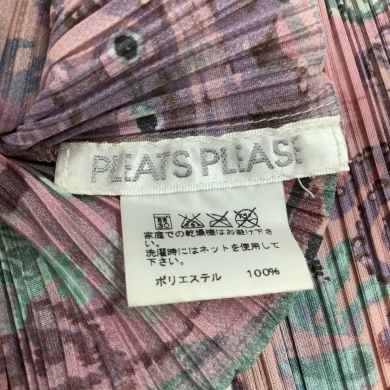 PLEATS PLEASE
家庭での乾燥機はお避け下さ
い。
洗濯時にはネットを使用して
下さい。
ポリエステル 100%